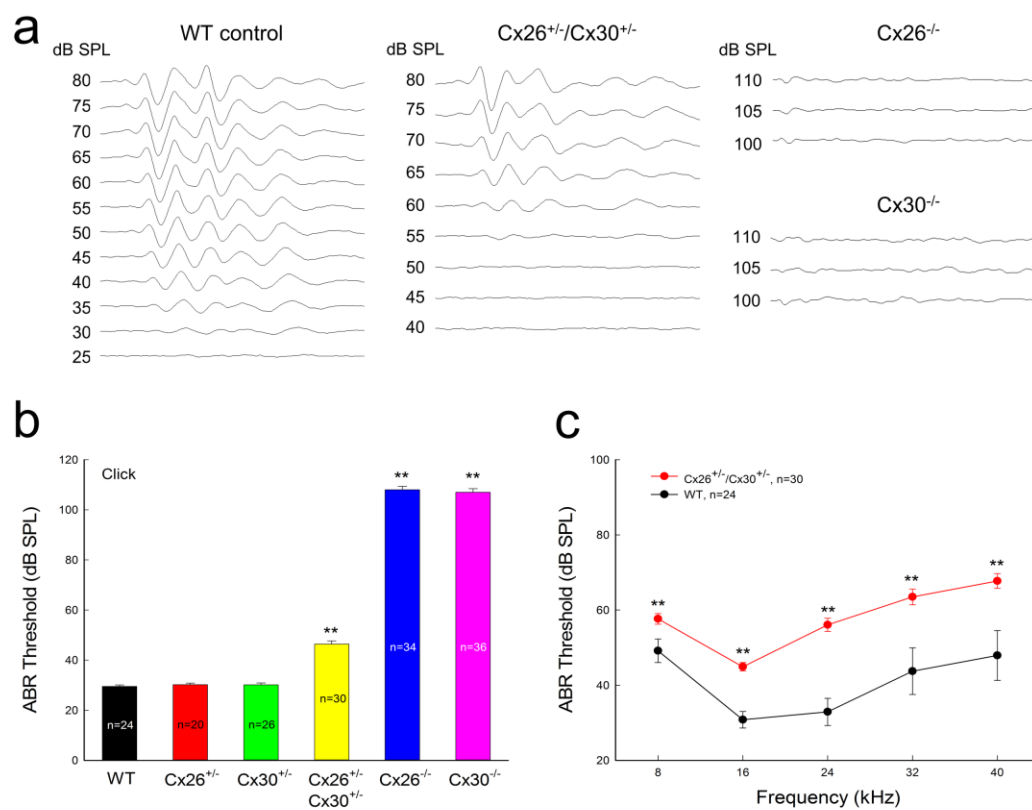 a
WT control
dB SPL
80
75
70
65
60
55
50
45
40
35
30
25
Cx26+/-/Cx30+/-
dB SPL
80
75
70
65
60
55
50
45
40
Cx26-/-
dB SPL
110
105
100
Cx30-/-
110
105
100
b
Click
ABR Threshold (dB SPL)
120
100
80
60
40
20
0
** ** **
n=24 n=20 n=26 n=30 n=34 n=36
WT Cx26+/- Cx30+/- Cx26+/- Cx26-/- Cx30-/-
Cx30+/-
c
Cx26+/-/Cx30+/-, n=30
WT, n=24
ABR Threshold (dB SPL)
100
80
60
40
20
** ** ** ** **
8 16 24 32 40
Frequency (kHz)